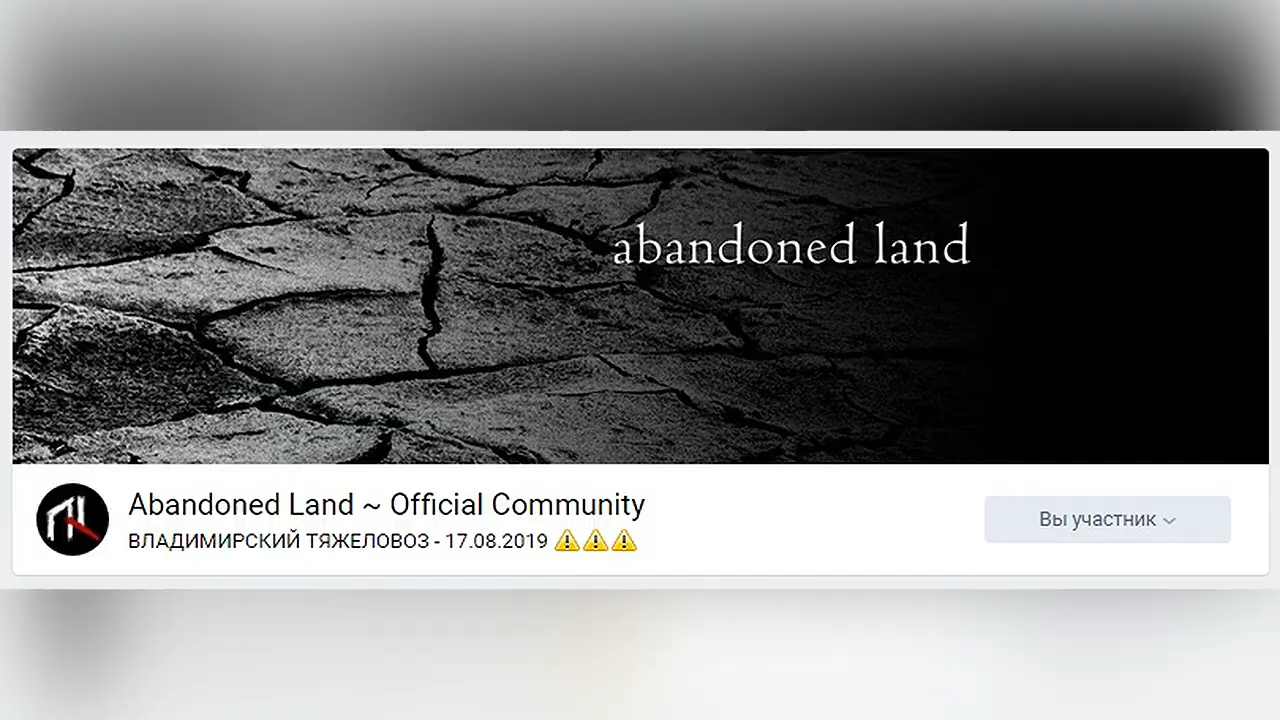 abandoned land
Abandoned Land ~ Official Community
ВЛАДИМИРСКИЙ ТЯЖЕЛОВОЗ - 17.08.2019 ⚠️⚠️⚠️
Вы участник